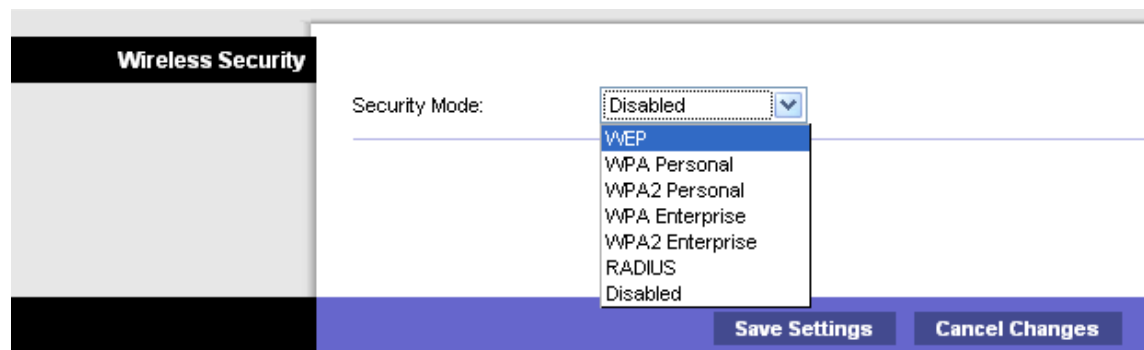 Wireless Security
Security Mode: Disabled
WEP
WPA Personal
WPA2 Personal
WPA Enterprise
WPA2 Enterprise
RADIUS
Disabled
Save Settings Cancel Changes